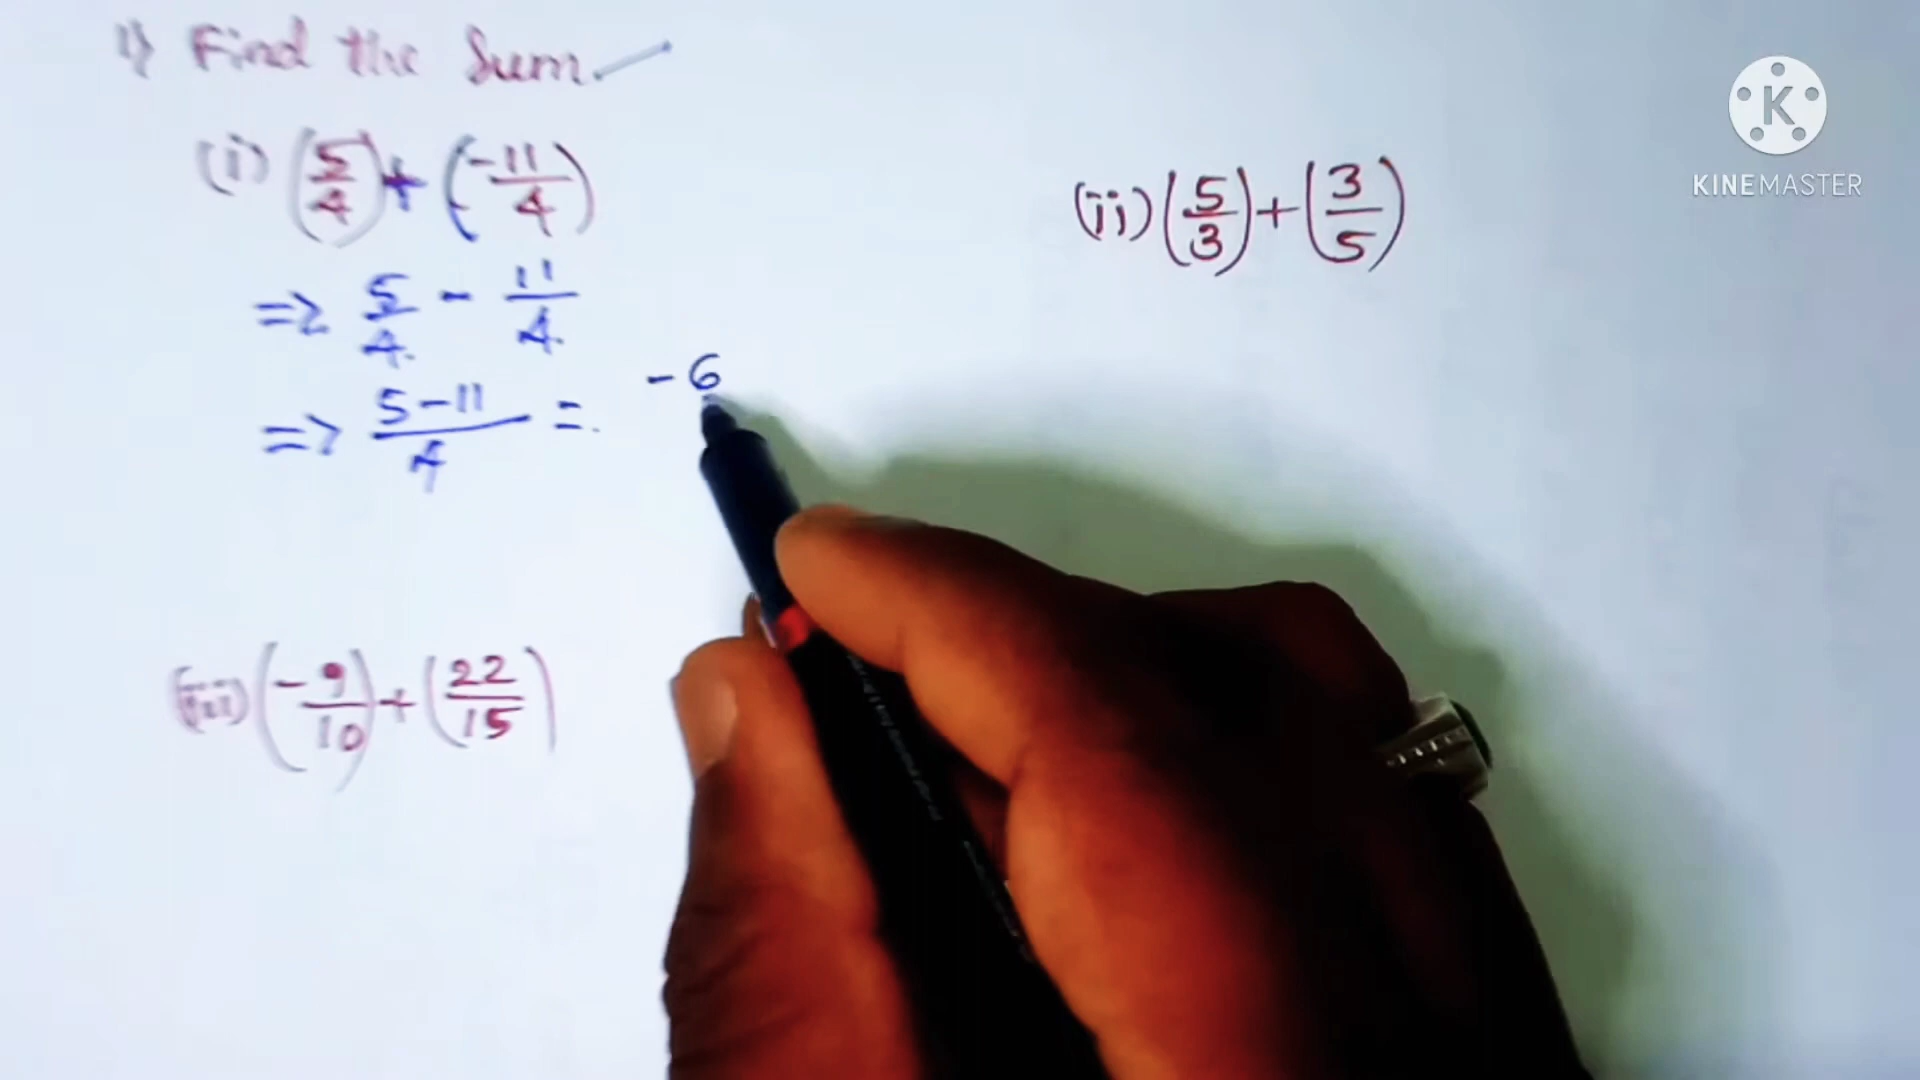 1) Find the Sum.
(i) (5/4) + (-11/4)
=> 5/4 - 11/4
=> 5-11/4 = -6
(ii) (5/3) + (3/5)
(iii) (-9/10) + (22/15)
K
KINEMASTER